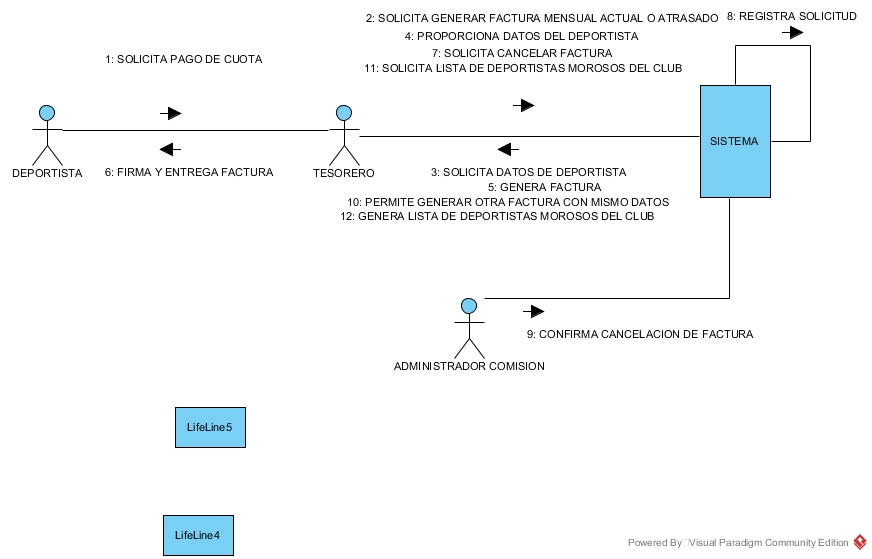 2: SOLICITA GENERAR FACTURA MENSUAL ACTUAL O ATRASADO
8: REGISTRA SOLICITUD
4: PROPORCIONA DATOS DEL DEPORTISTA
7: SOLICITA CANCELAR FACTURA
1: SOLICITA PAGO DE CUOTA
11: SOLICITA LISTA DE DEPORTISTAS MOROSOS DEL CLUB
SISTEMA
DEPORTISTA
6: FIRMA Y ENTREGA FACTURA
TESORERO
3: SOLICITA DATOS DE DEPORTISTA
5: GENERA FACTURA
10: PERMITE GENERAR OTRA FACTURA CON MISMO DATOS
12: GENERA LISTA DE DEPORTISTAS MOROSOS DEL CLUB
9: CONFIRMA CANCELACION DE FACTURA
ADMINISTRADOR COMISION
LifeLine5
LifeLine4
Powered By Visual Paradigm Community Edition